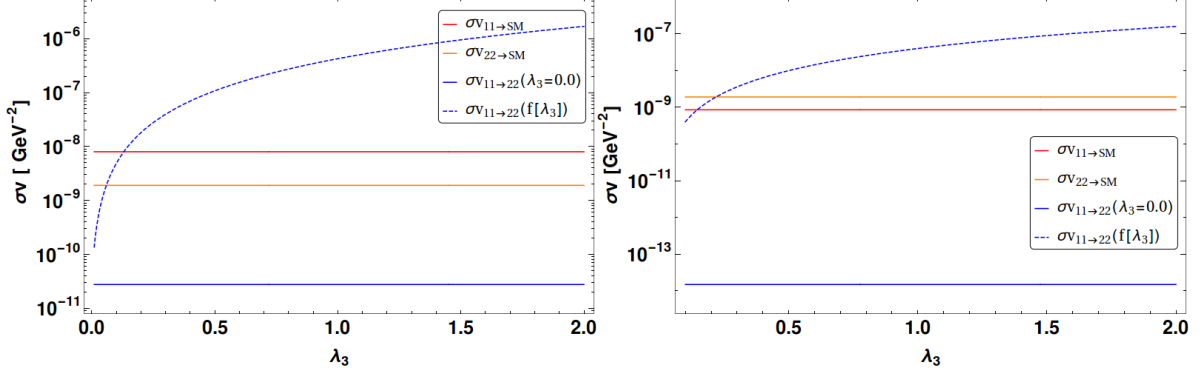 10⁻⁶
10⁻⁷
10⁻⁸
10⁻⁹
10⁻¹⁰
10⁻¹¹
σv [ GeV⁻²]
σv₁₁→SM
σv₂₂→SM
σv₁₁→₂₂(λ₃=0.0)
σv₁₁→₂₂(f[λ₃])
0.0 0.5 1.0 1.5 2.0
λ₃
10⁻⁷
10⁻⁹
10⁻¹¹
10⁻¹³
σv [GeV⁻²]
σv₁₁→SM
σv₂₂→SM
σv₁₁→₂₂(λ₃=0.0)
σv₁₁→₂₂(f[λ₃])
0.5 1.0 1.5 2.0
λ₃